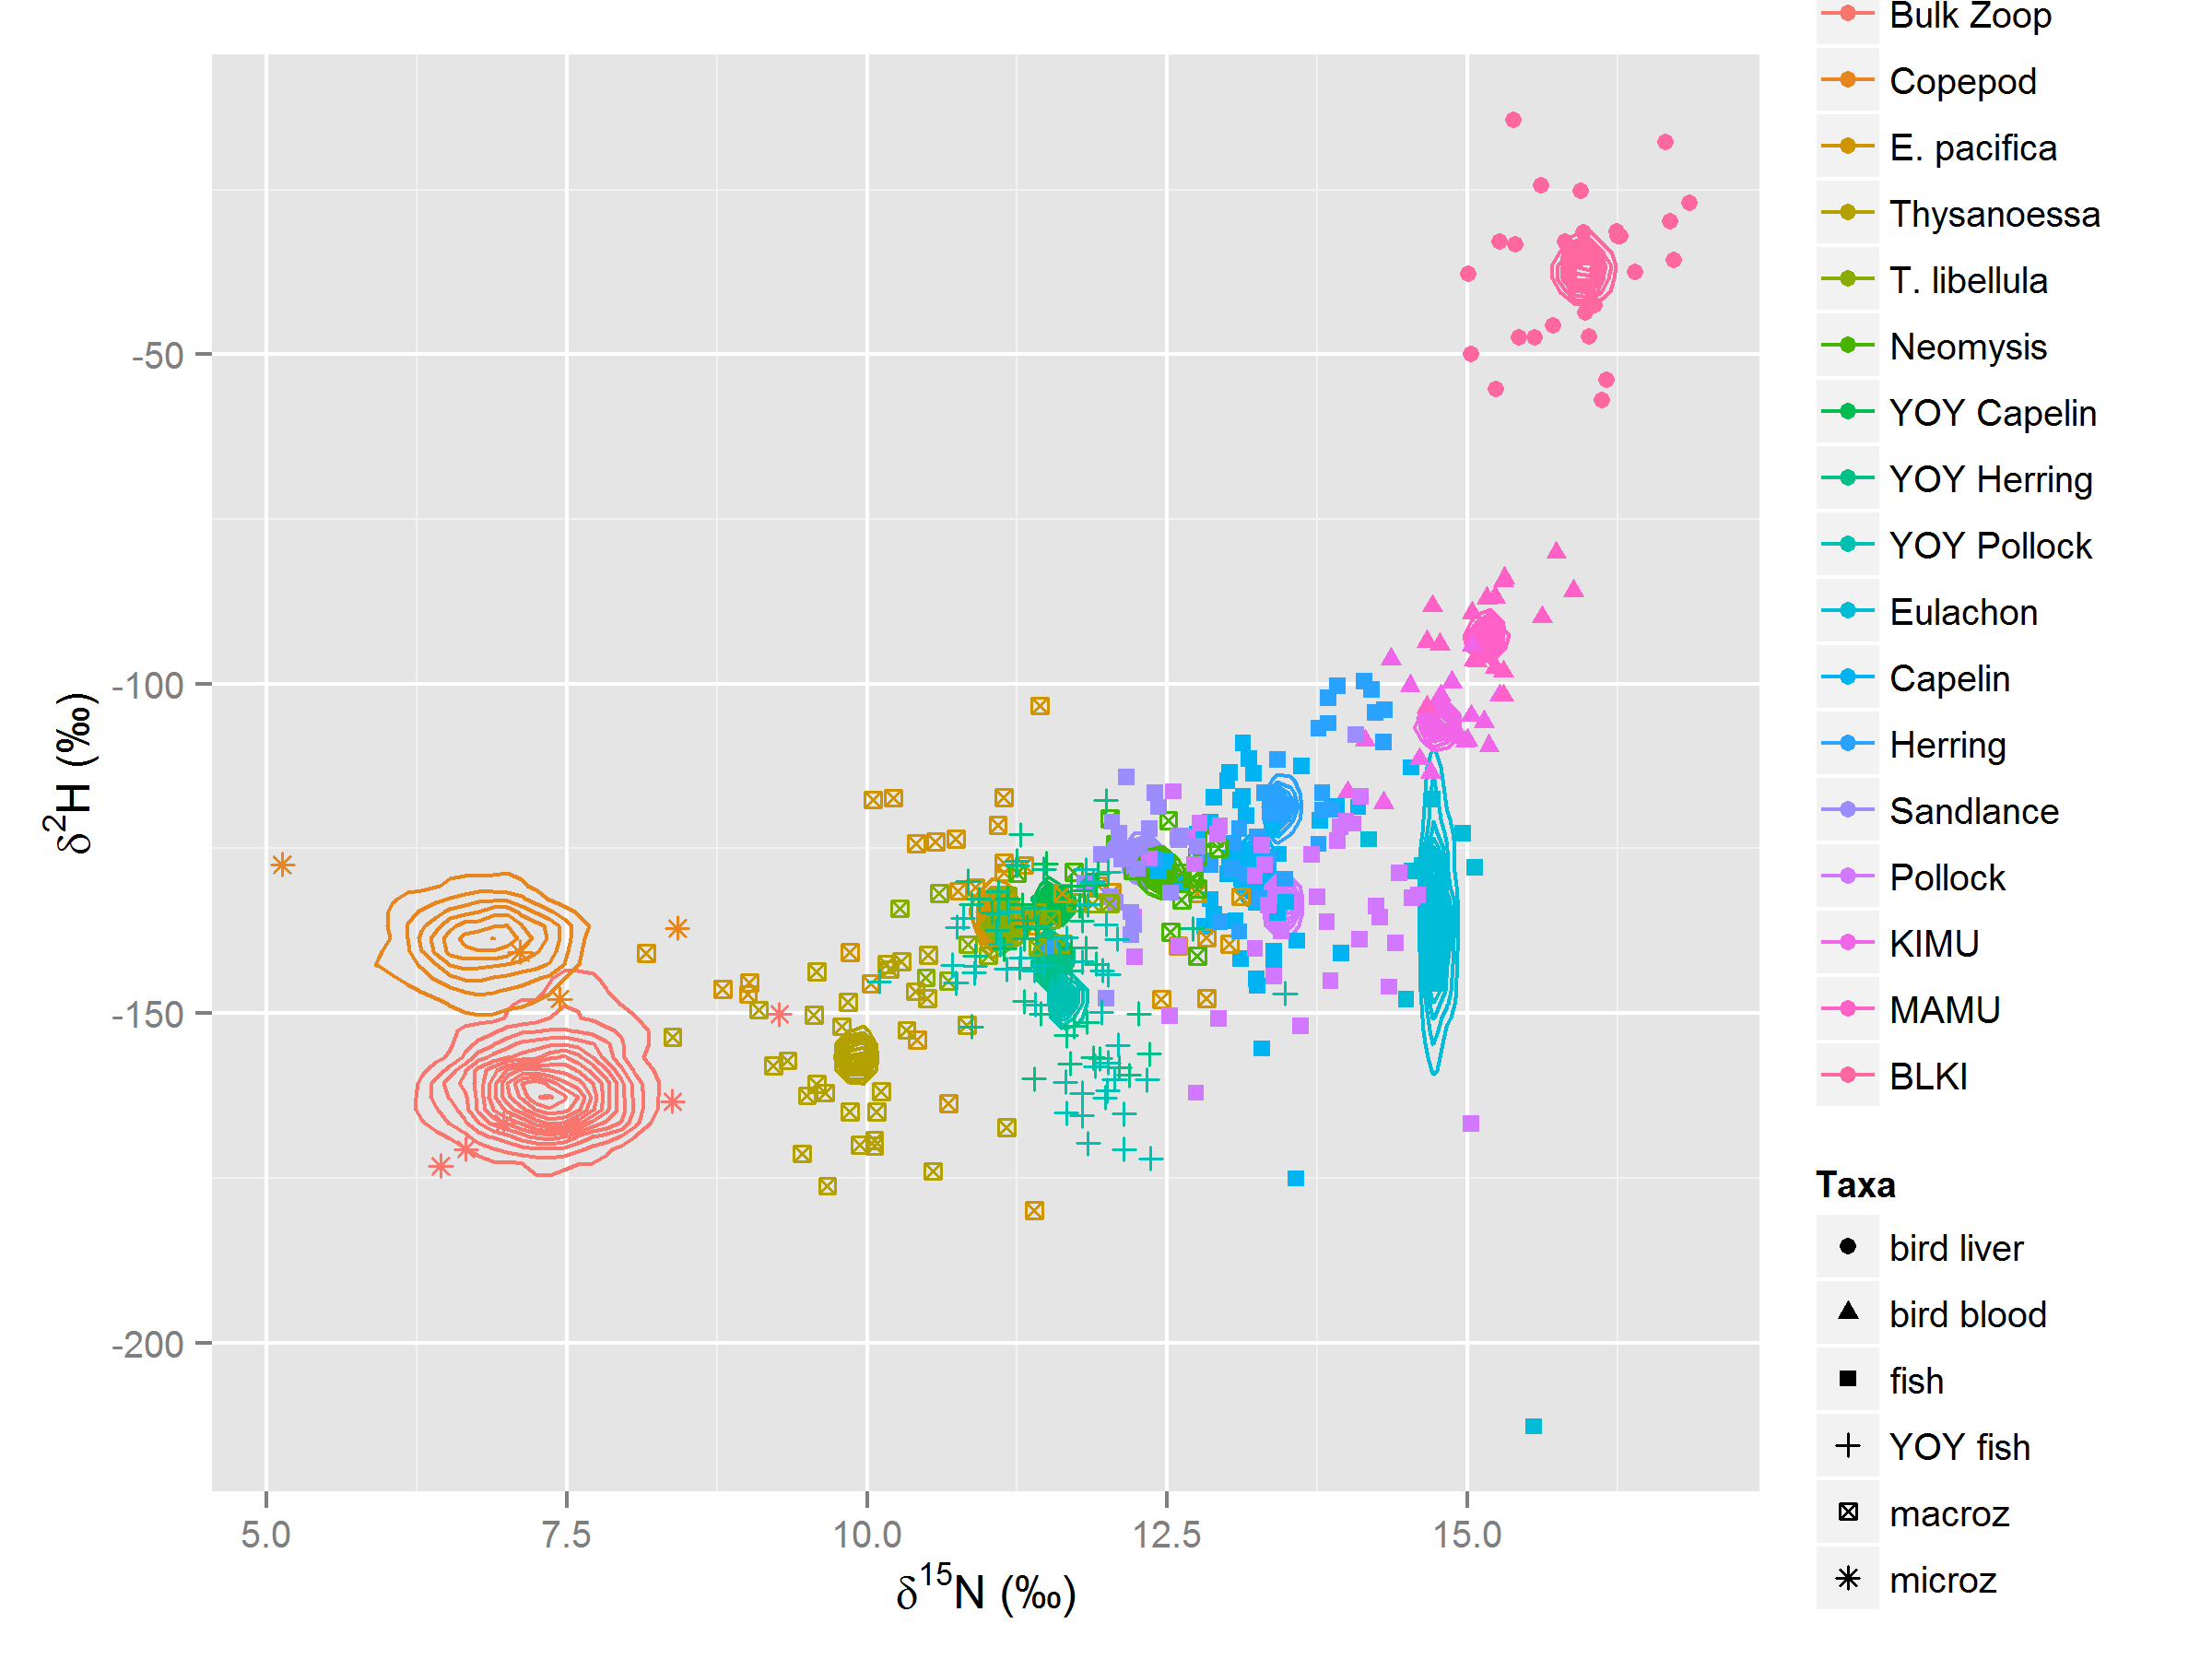 Bulk Zoop
Copepod
E. pacifica
Thysanoessa
T. libellula
Neomysis
YOY Capelin
YOY Herring
YOY Pollock
Eulachon
Capelin
Herring
Sandlance
Pollock
KIMU
MAMU
BLKI
Taxa
bird liver
bird blood
fish
YOY fish
macroz
microz
-50
-100
-150
-200
δ²H (‰)
5.0 7.5 10.0 12.5 15.0
δ¹⁵N (‰)